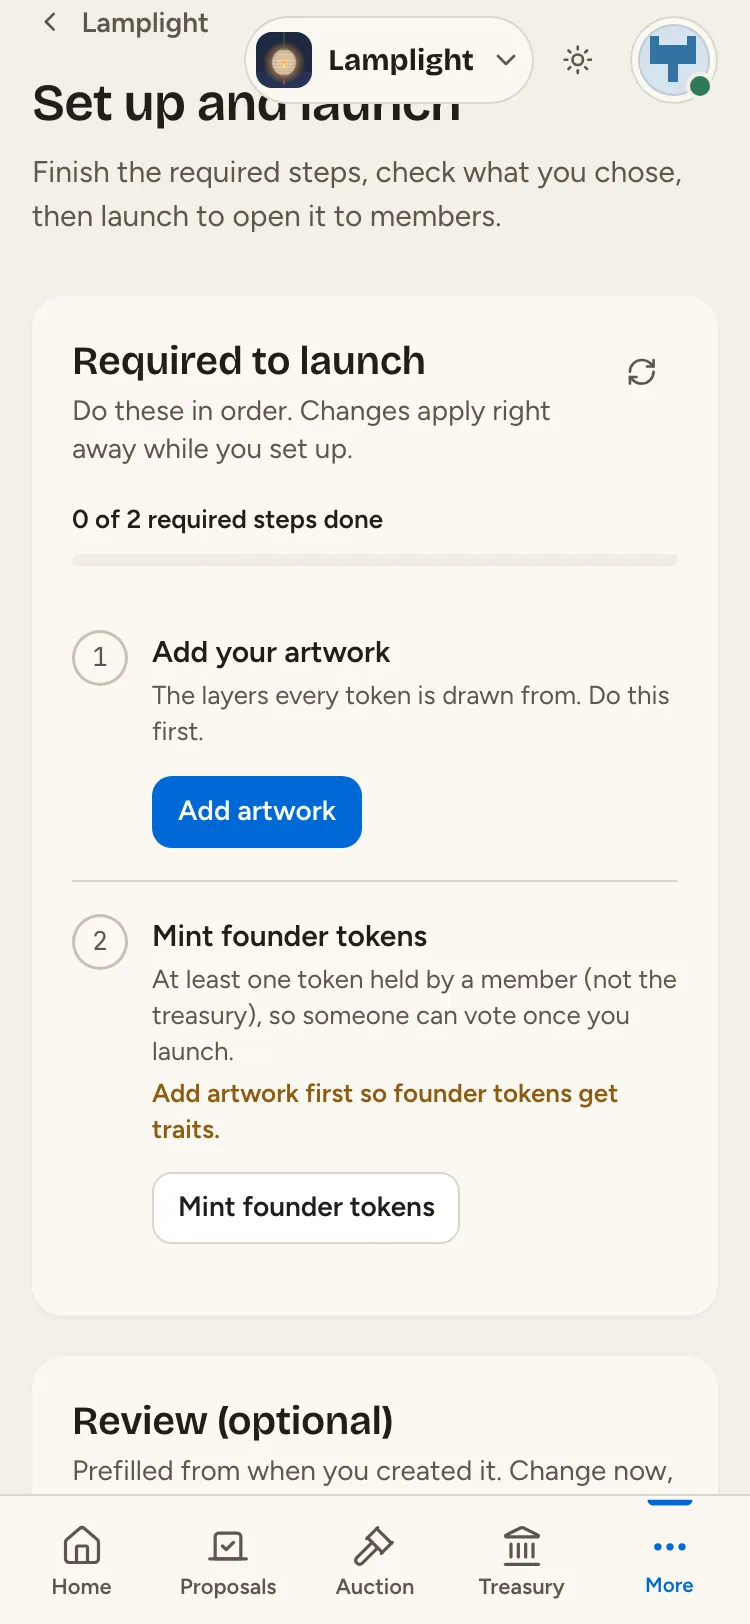 Lamplight
Lamplight
Set up and launch
Finish the required steps, check what you chose,
then launch to open it to members.
Required to launch
Do these in order. Changes apply right
away while you set up.
0 of 2 required steps done
1
Add your artwork
The layers every token is drawn from. Do this
first.
Add artwork
2
Mint founder tokens
At least one token held by a member (not the
treasury), so someone can vote once you
launch.
Add artwork first so founder tokens get
traits.
Mint founder tokens
Review (optional)
Prefilled from when you created it. Change now,
Home
Proposals
Auction
Treasury
More